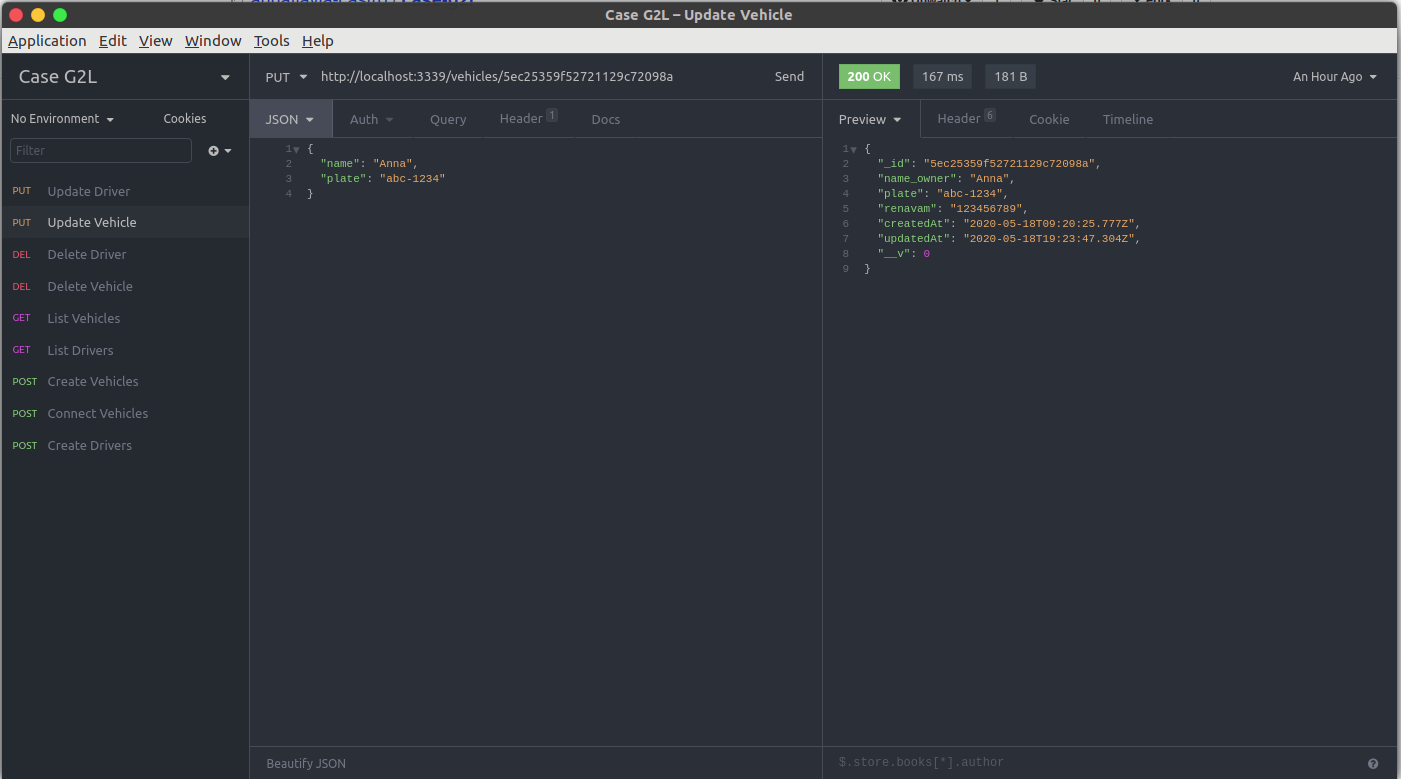 Case G2L – Update Vehicle
Application Edit View Window Tools Help
Case G2L
PUT http://localhost:3339/vehicles/5ec25359f52721129c72098a Send
200 OK 167 ms 181 B An Hour Ago
No Environment Cookies
JSON Auth Query Header 1 Docs
Preview Header 6 Cookie Timeline
Filter
PUT Update Driver
PUT Update Vehicle
DEL Delete Driver
DEL Delete Vehicle
GET List Vehicles
GET List Drivers
POST Create Vehicles
POST Connect Vehicles
POST Create Drivers
1 {
2 "name": "Anna",
3 "plate": "abc-1234"
4 }
1 {
2 "_id": "5ec25359f52721129c72098a",
3 "name_owner": "Anna",
4 "plate": "abc-1234",
5 "renavam": "123456789",
6 "createdAt": "2020-05-18T09:20:25.777Z",
7 "updatedAt": "2020-05-18T19:23:47.304Z",
8 "__v": 0
9 }
Beautify JSON
$.store.books[*].author